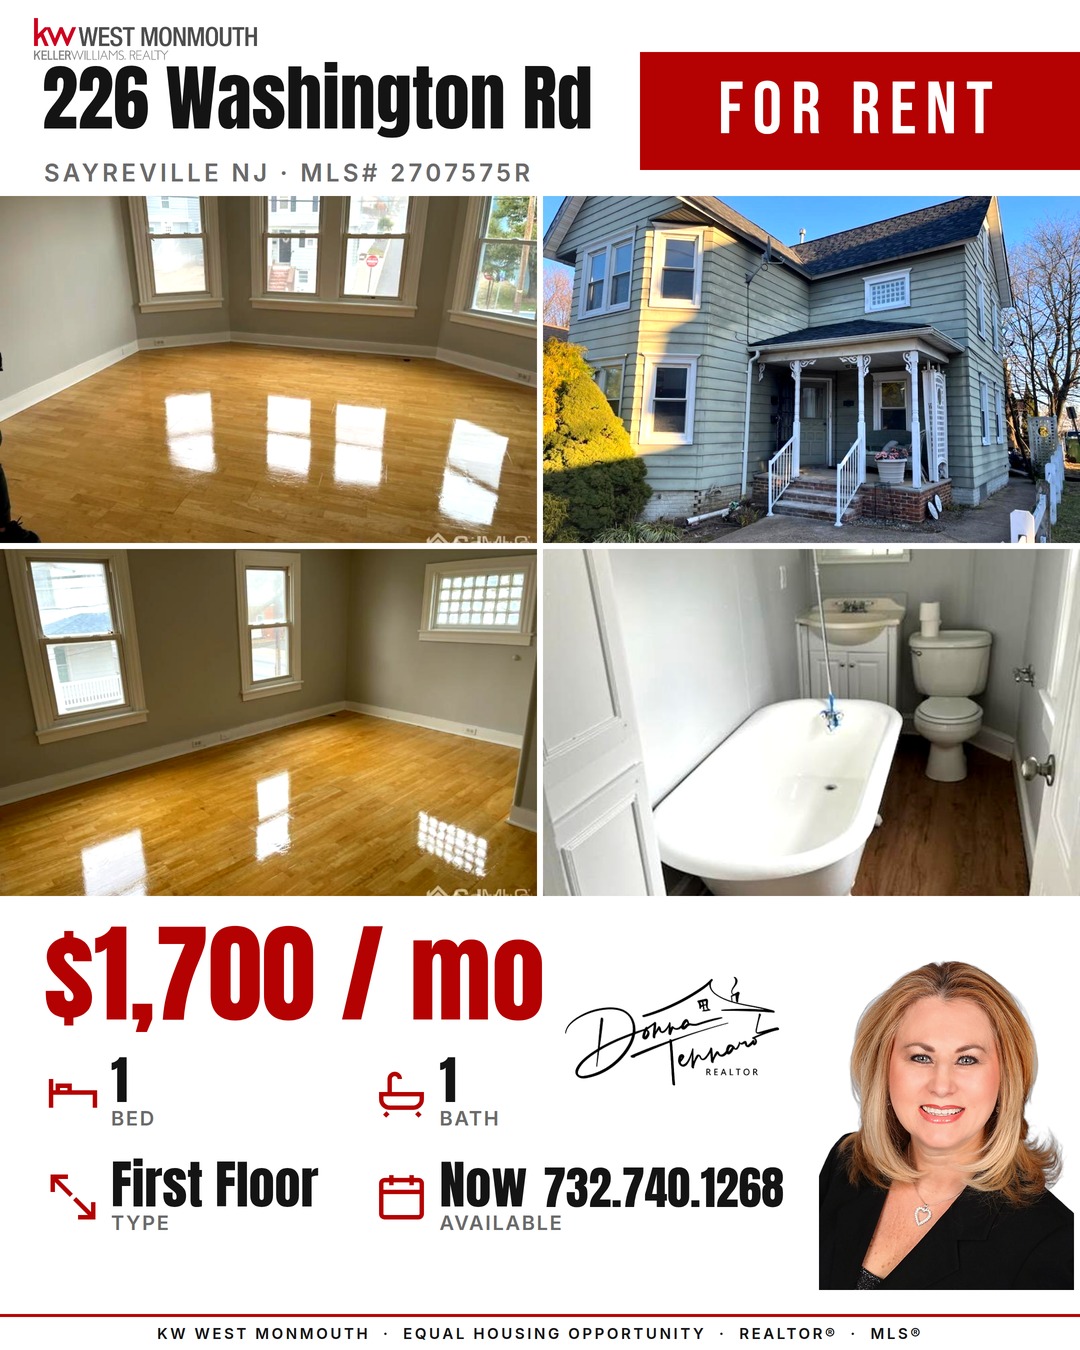 kw WEST MONMOUTH
KELLERWILLIAMS. REALTY
226 Washington Rd
FOR RENT
SAYREVILLE NJ · MLS# 2707575R
$1,700 / mo
Donna
Tennaro
REALTOR
1
BED
1
BATH
First Floor
TYPE
Now
AVAILABLE
732.740.1268
KW WEST MONMOUTH · EQUAL HOUSING OPPORTUNITY · REALTOR® · MLS®